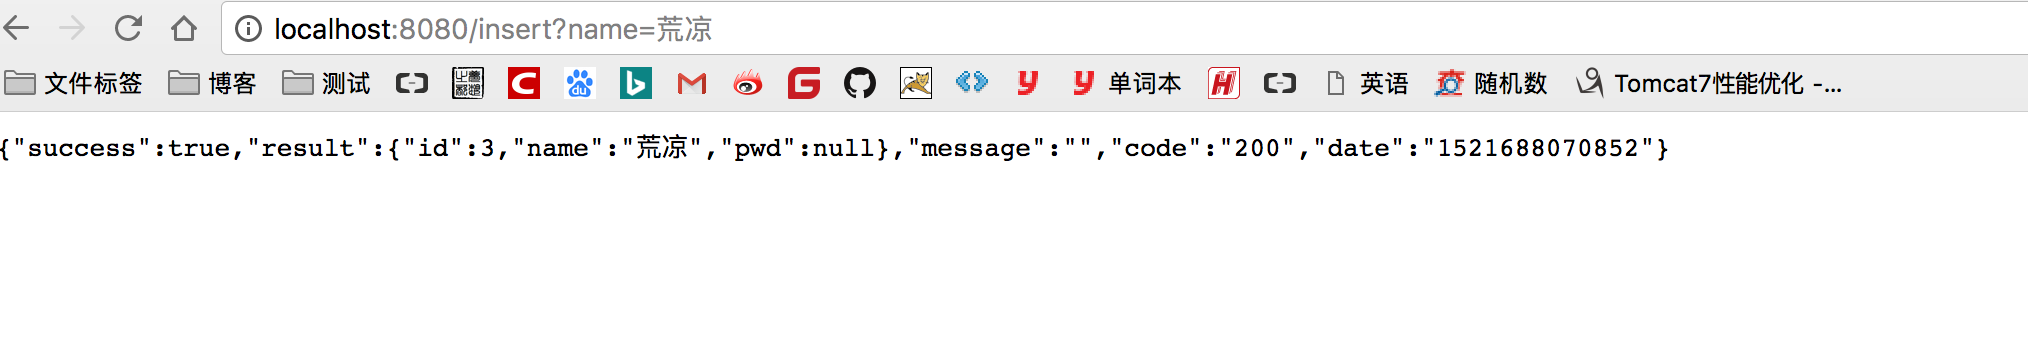 localhost:8080/insert?name=荒凉
文件标签 博客 测试 du 单词本 英语 随机数 Tomcat7性能优化 -...
{"success":true,"result":{"id":3,"name":"荒凉","pwd":null},"message":"","code":"200","date":"1521688070852"}